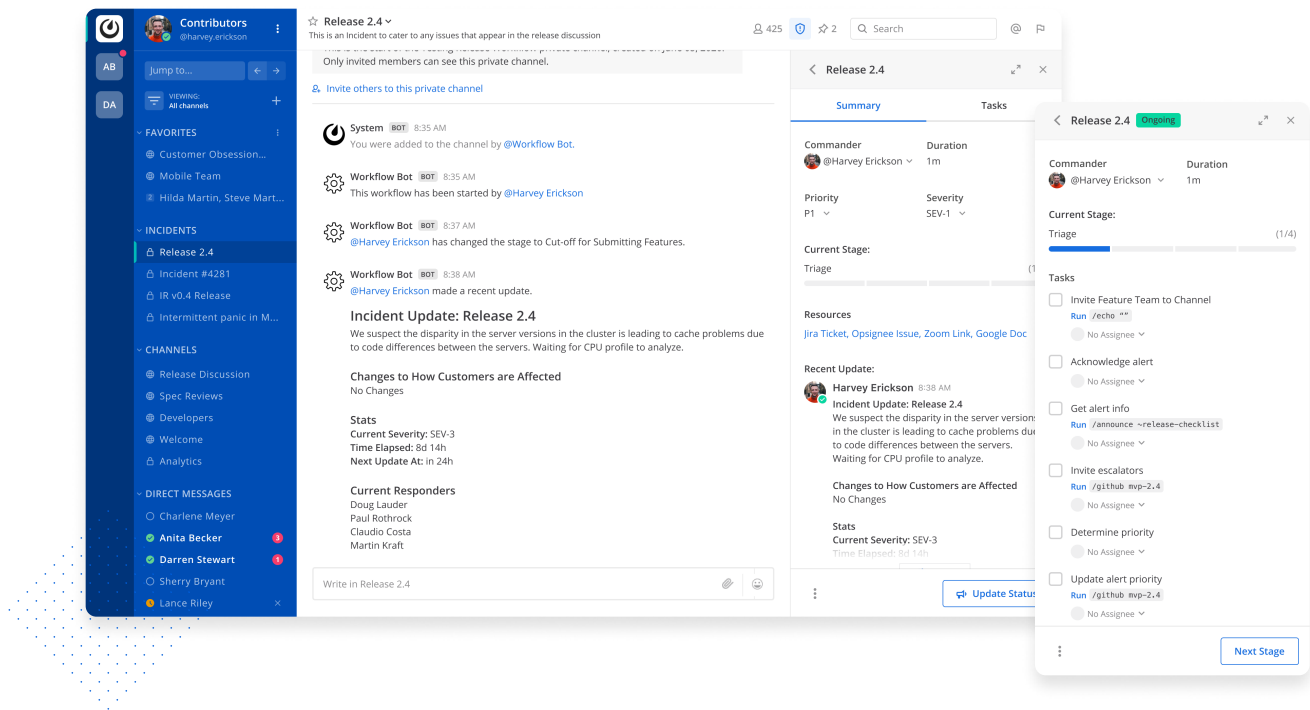 AB
DA
Contributors
@harvey.erickson
Jump to...
VIEWING:
All channels
FAVORITES
Customer Obsession...
Mobile Team
2 Hilda Martin, Steve Mart...
INCIDENTS
Release 2.4
Incident #4281
IR v0.4 Release
Intermittent panic in M...
CHANNELS
Release Discussion
Spec Reviews
Developers
Welcome
Analytics
DIRECT MESSAGES
Charlene Meyer
Anita Becker 3
Darren Stewart 1
Sherry Bryant
Lance Riley
Release 2.4
This is an Incident to cater to any issues that appear in the release discussion
425
2
Search
Only invited members can see this private channel.
Invite others to this private channel
System BOT 8:35 AM
You were added to the channel by @Workflow Bot.
Workflow Bot BOT 8:35 AM
This workflow has been started by @Harvey Erickson
Workflow Bot BOT 8:37 AM
@Harvey Erickson has changed the stage to Cut-off for Submitting Features.
Workflow Bot BOT 8:38 AM
@Harvey Erickson made a recent update.
Incident Update: Release 2.4
We suspect the disparity in the server versions in the cluster is leading to cache problems due
to code differences between the servers. Waiting for CPU profile to analyze.
Changes to How Customers are Affected
No Changes
Stats
Current Severity: SEV-3
Time Elapsed: 8d 14h
Next Update At: in 24h
Current Responders
Doug Lauder
Paul Rothrock
Claudio Costa
Martin Kraft
Write in Release 2.4
Release 2.4
Summary Tasks
Commander Duration
@Harvey Erickson 1m
Priority Severity
P1 SEV-1
Current Stage:
Triage
Resources
Jira Ticket, Opsignee Issue, Zoom Link, Google Doc
Recent Update:
Harvey Erickson 8:38 AM
Incident Update: Release 2.4
We suspect the disparity in the server versions
in the cluster is leading to cache problems due
to code differences between the servers.
Waiting for CPU profile to analyze.
Changes to How Customers are Affected
No Changes
Stats
Current Severity: SEV-3
Time Elapsed: 8d 14h
Update Status
Release 2.4 Ongoing
Commander Duration
@Harvey Erickson 1m
Current Stage:
Triage (1/4)
Tasks
Invite Feature Team to Channel
Run /echo “”
No Assignee
Acknowledge alert
No Assignee
Get alert info
Run /announce ~release-checklist
No Assignee
Invite escalators
Run /github mvp-2.4
No Assignee
Determine priority
No Assignee
Update alert priority
Run /github mvp-2.4
No Assignee
Next Stage